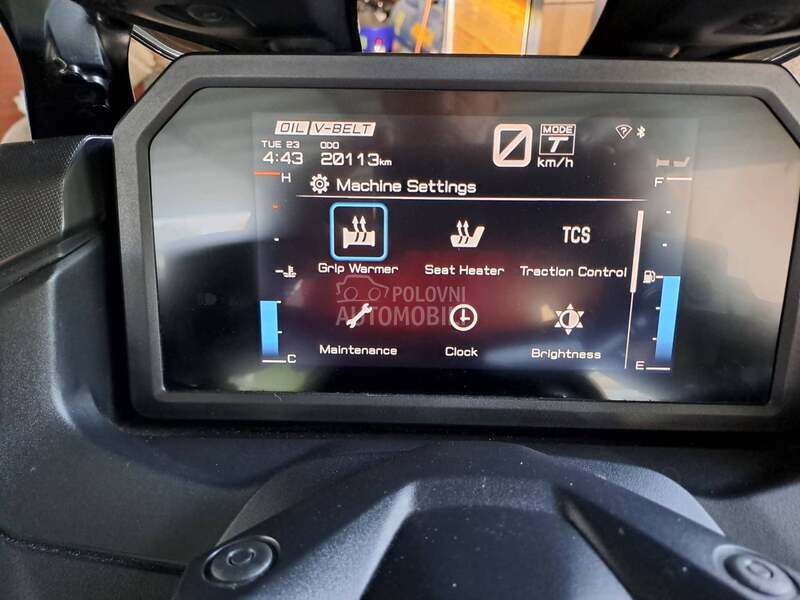 OIL V-BELT
TUE 23 ODO
4:43 20113km
0 MODE T km/h
H F
Machine Settings
TCS
Grip Warmer Seat Heater Traction Control
POLOVNI
AUTOMOBILI
Maintenance Clock Brightness
C E